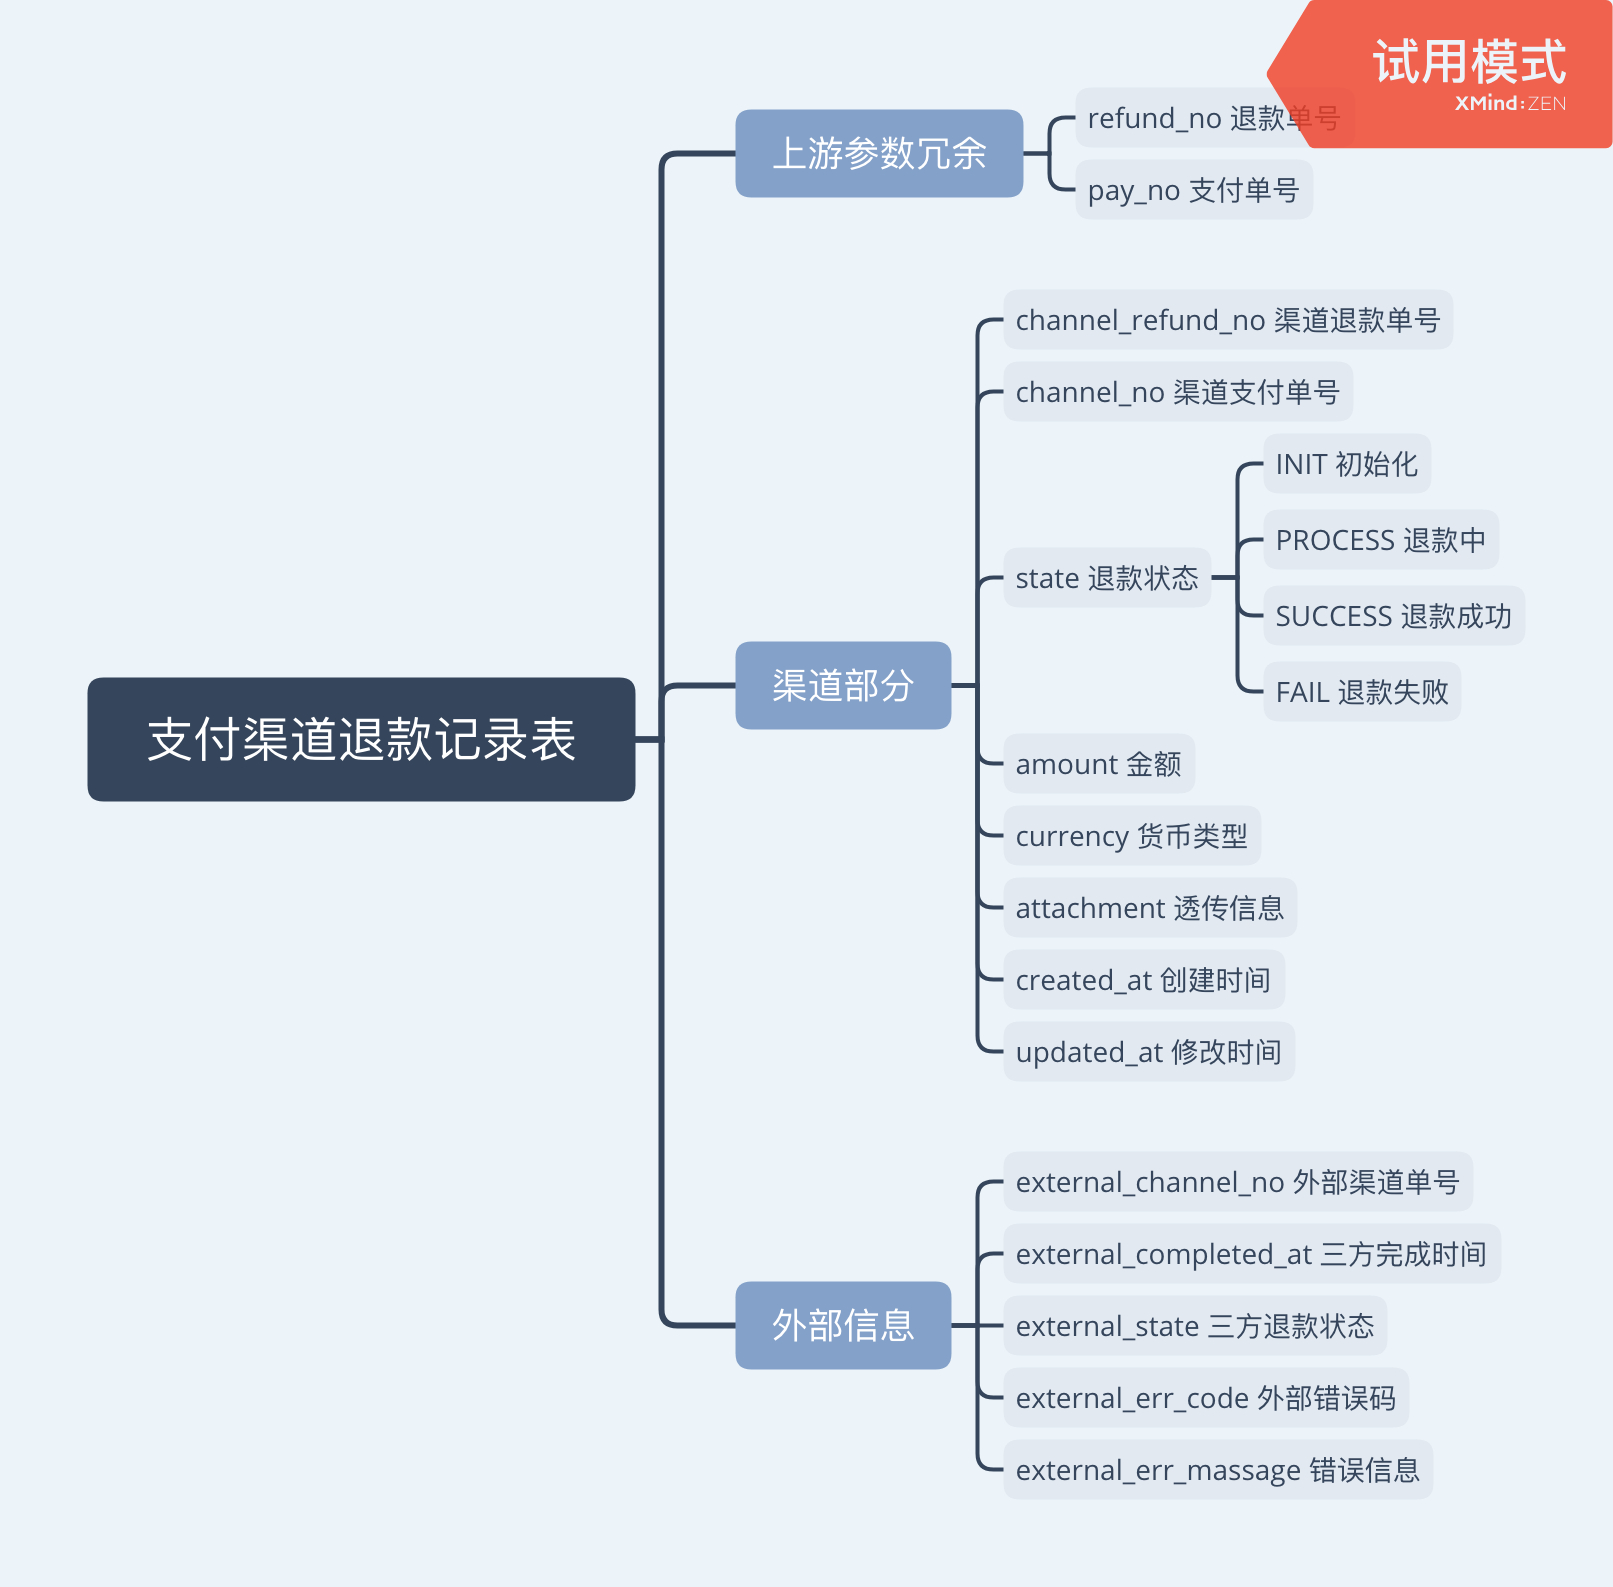 试用模式
XMind:ZEN
支付渠道退款记录表
上游参数冗余
refund_no 退款单号
pay_no 支付单号
渠道部分
channel_refund_no 渠道退款单号
channel_no 渠道支付单号
state 退款状态
INIT 初始化
PROCESS 退款中
SUCCESS 退款成功
FAIL 退款失败
amount 金额
currency 货币类型
attachment 透传信息
created_at 创建时间
updated_at 修改时间
外部信息
external_channel_no 外部渠道单号
external_completed_at 三方完成时间
external_state 三方退款状态
external_err_code 外部错误码
external_err_massage 错误信息